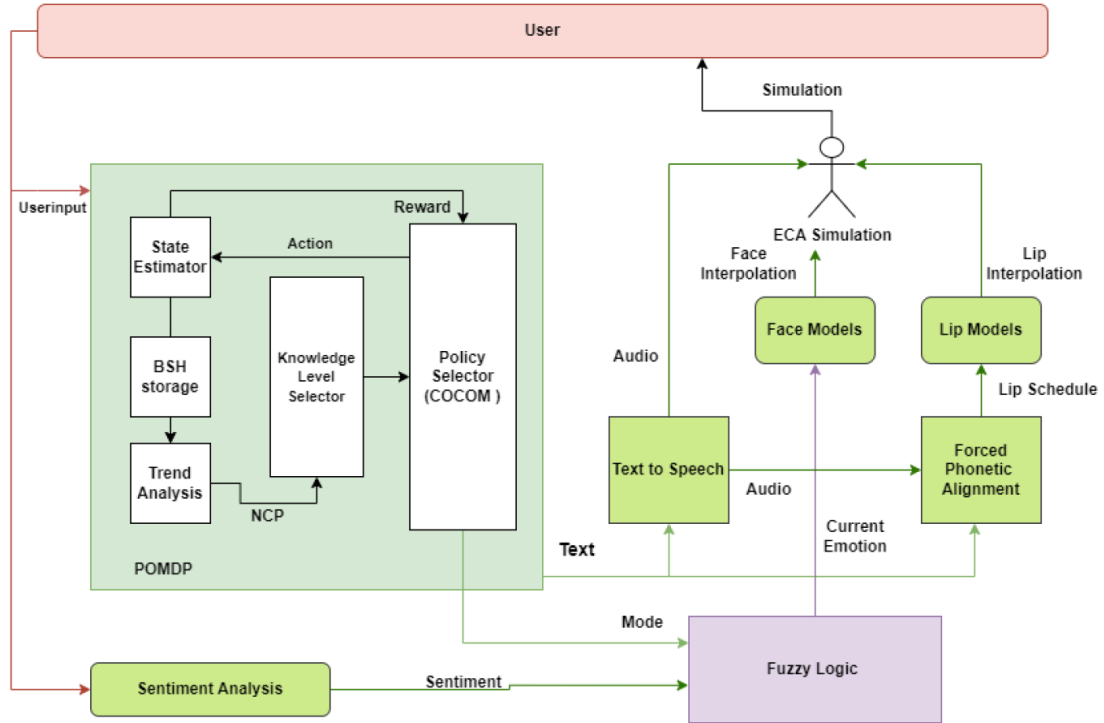 User
Simulation
Userinput
Reward
State
Estimator
Action
ECA Simulation
Face
Interpolation
Lip
Interpolation
BSH
storage
Knowledge
Level
Selector
Policy
Selector
(COCOM )
Face Models
Lip Models
Audio
Lip Schedule
Trend
Analysis
NCP
Text to Speech
Audio
Forced
Phonetic
Alignment
Current
Emotion
Text
POMDP
Mode
Sentiment Analysis
Sentiment
Fuzzy Logic